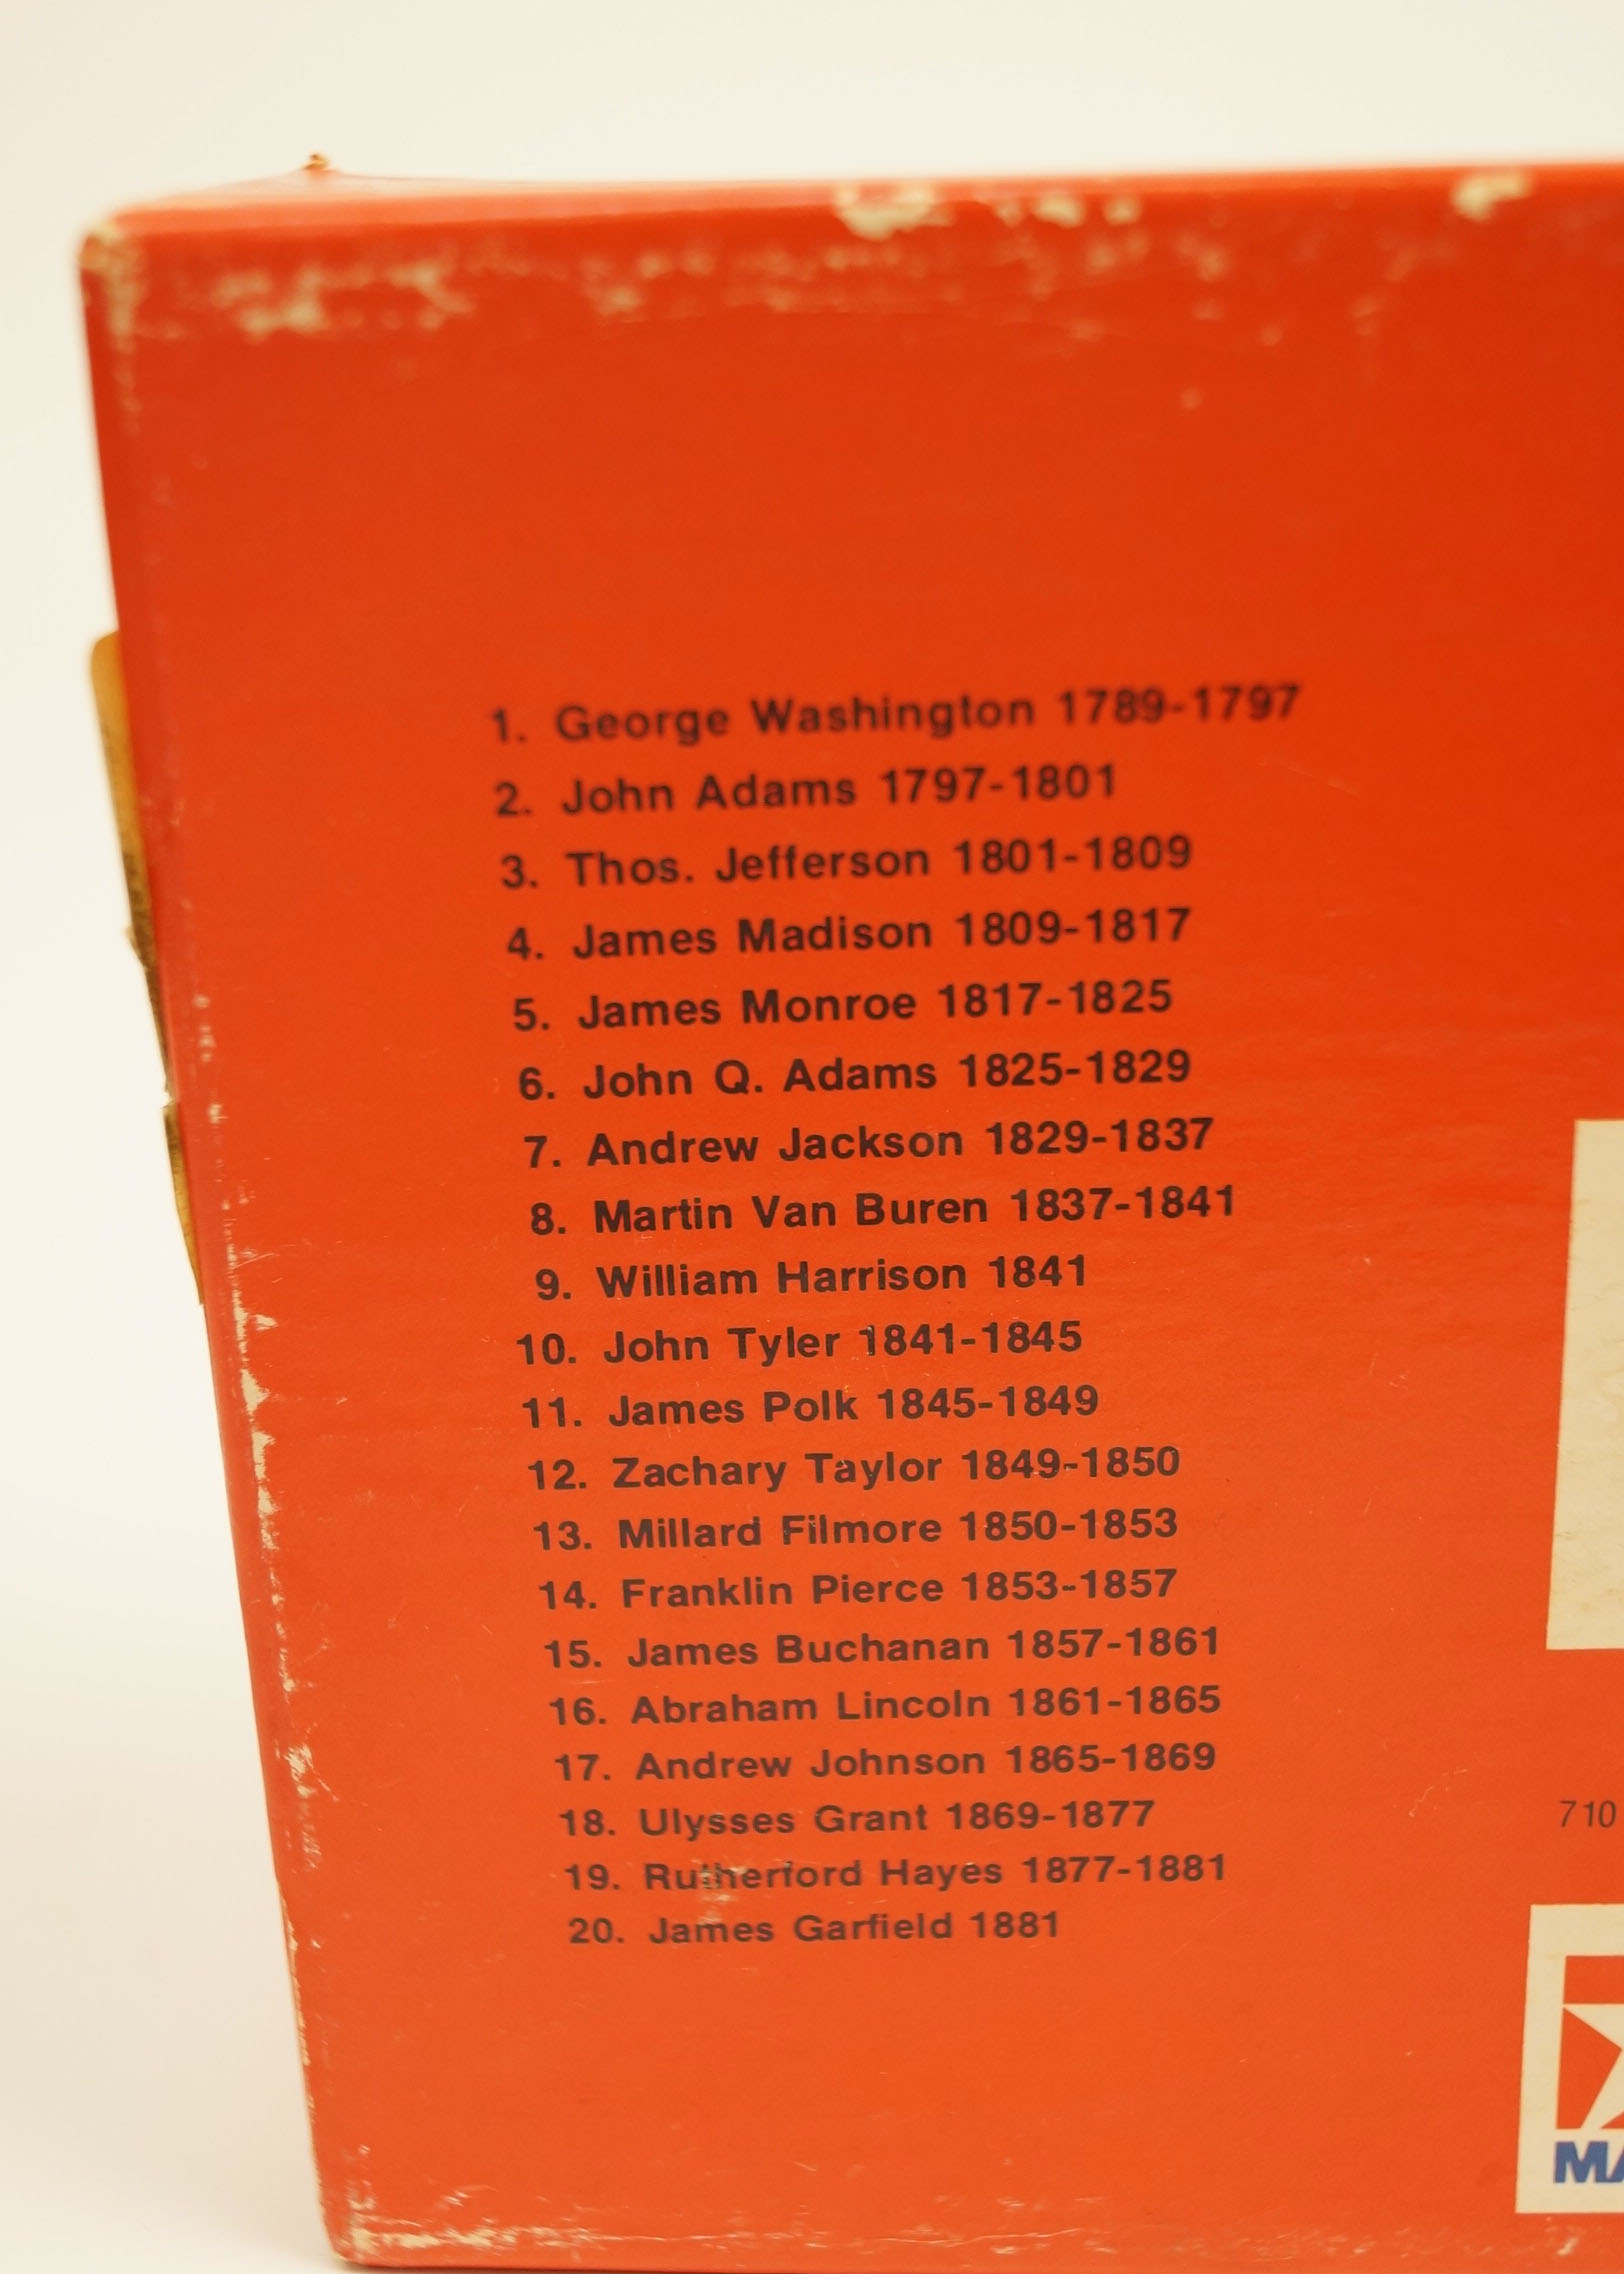 1. George Washington 1789-1797
2. John Adams 1797-1801
3. Thos. Jefferson 1801-1809
4. James Madison 1809-1817
5. James Monroe 1817-1825
6. John Q. Adams 1825-1829
7. Andrew Jackson 1829-1837
8. Martin Van Buren 1837-1841
9. William Harrison 1841
10. John Tyler 1841-1845
11. James Polk 1845-1849
12. Zachary Taylor 1849-1850
13. Millard Filmore 1850-1853
14. Franklin Pierce 1853-1857
15. James Buchanan 1857-1861
16. Abraham Lincoln 1861-1865
17. Andrew Johnson 1865-1869
18. Ulysses Grant 1869-1877
19. Rutherford Hayes 1877-1881
20. James Garfield 1881
710